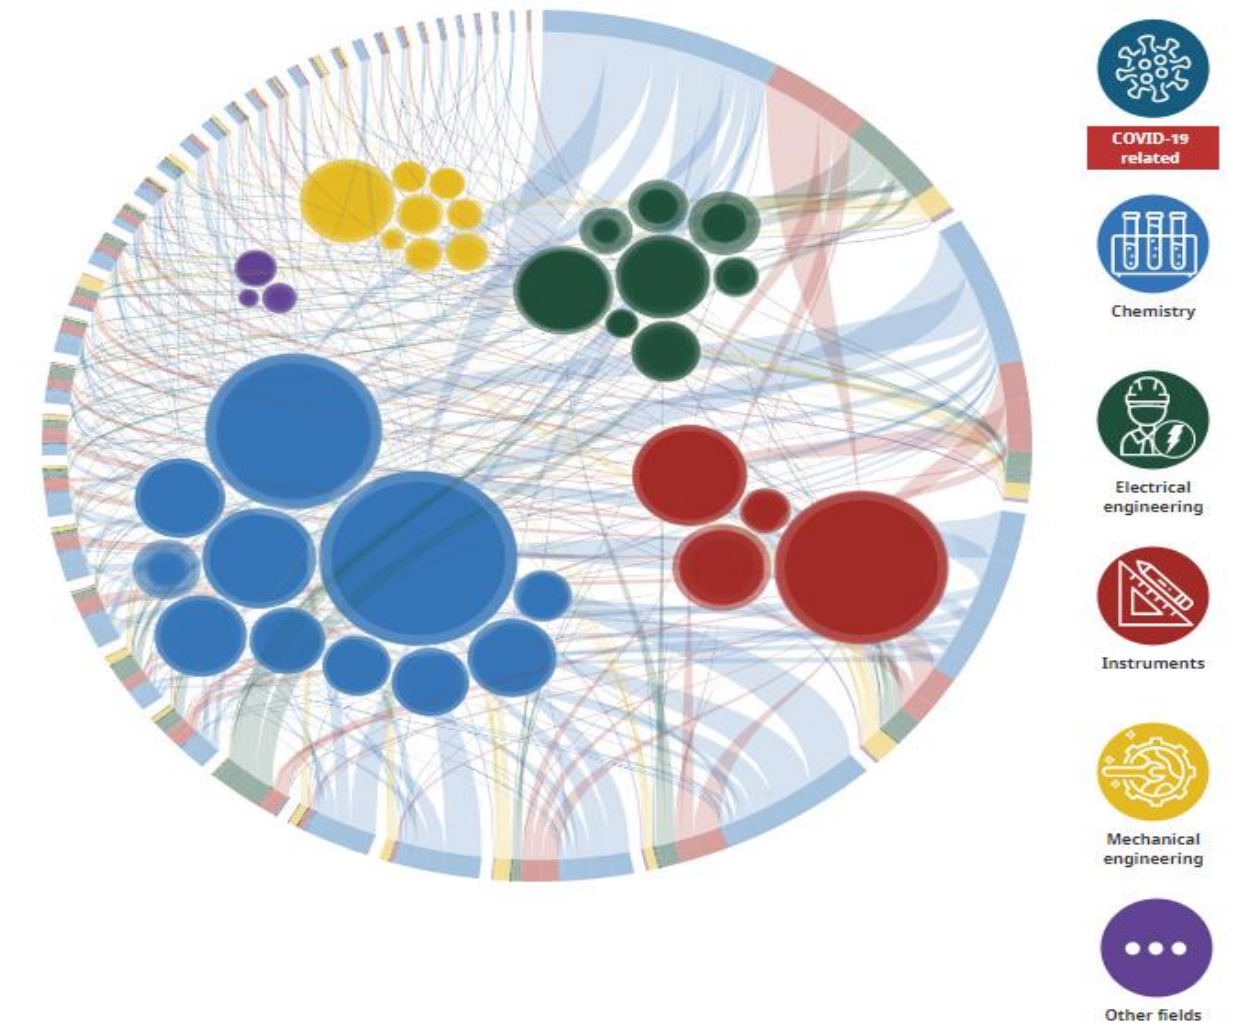 COVID-19
related
Chemistry
Electrical
engineering
Instruments
Mechanical
engineering
Other fields